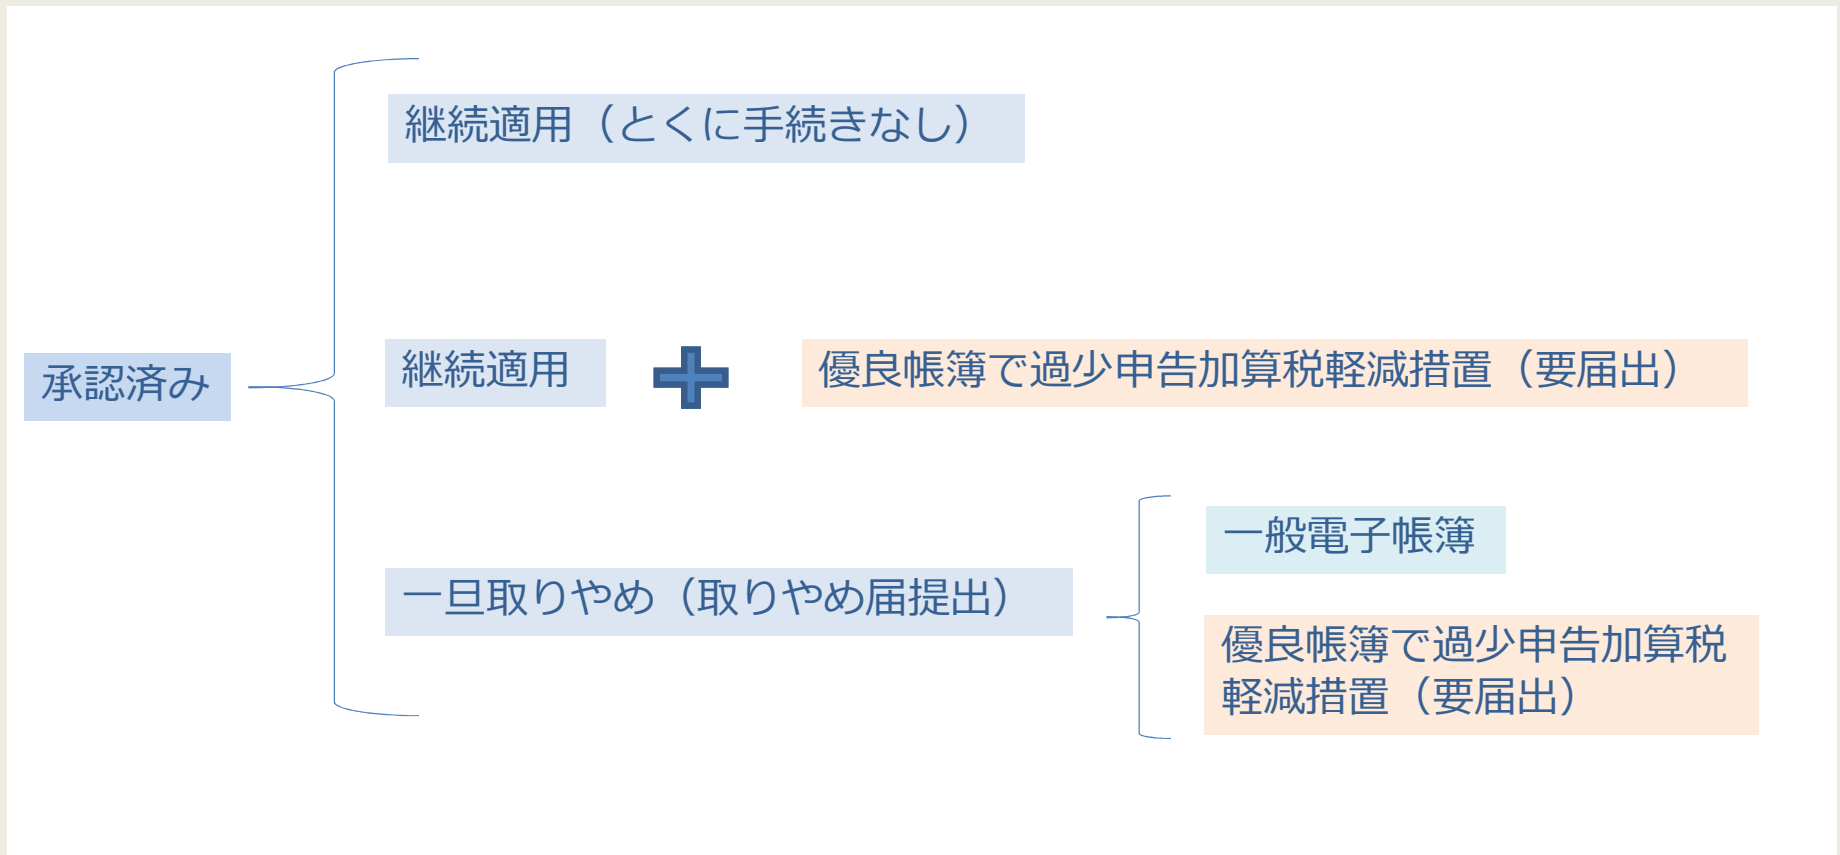 継続適用（とくに手続きなし）
承認済み
継続適用
優良帳簿で過少申告加算税軽減措置（要届出）
一旦取りやめ（取りやめ届提出）
一般電子帳簿
優良帳簿で過少申告加算税
軽減措置（要届出）